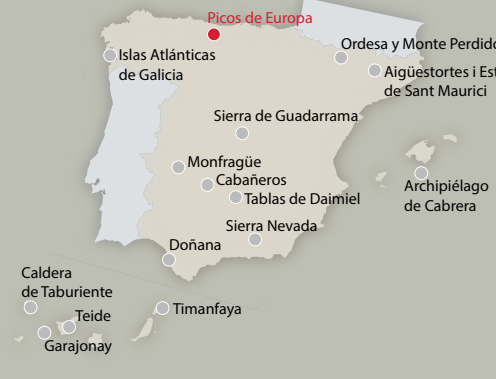 Picos de Europa
Ordesa y Monte Perdido
Islas Atlánticas
de Galicia
Aigüestortes i Est
de Sant Maurici
Sierra de Guadarrama
Monfragüe
Cabañeros
Tablas de Daimiel
Archipiélago
de Cabrera
Sierra Nevada
Doñana
Caldera
de Taburiente
Teide
Timanfaya
Garajonay